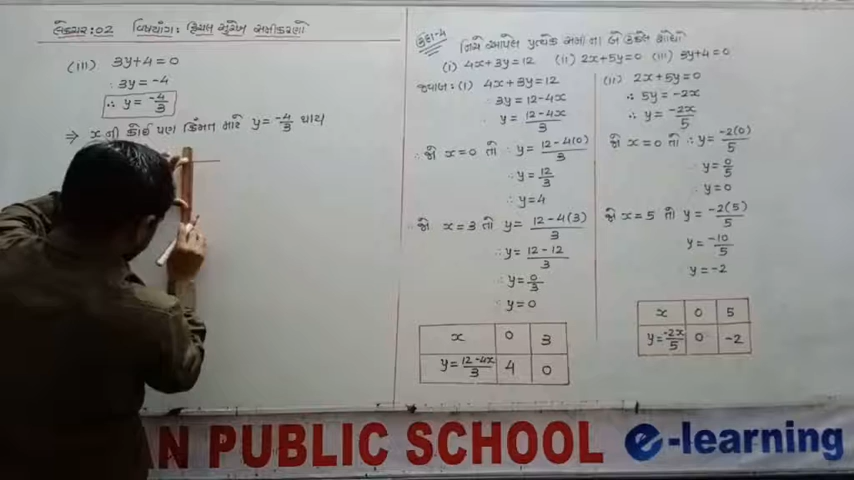 લેક્ચર:02 વિષયાંગ: દ્વિચલ સુરેખ સમીકરણો
(iii) 3y+4=0
∴ 3y = -4
∴ y = -4/3
⇒ x ની કોઈ પણ કિંમત માટે y = -4/3 થાય
ઉદા-4 નીચે આપેલ પ્રત્યેક સમી. ના બે ઉકેલ શોધો
(i) 4x+3y=12 (ii) 2x+5y=0 (iii) 3y+4=0
જવાબ: (i) 4x+3y=12
∴ 3y = 12-4x
∴ y = 12-4x/3
∴ જો x=0 તો ∴ y = 12-4(0)/3
∴ y = 12/3
∴ y = 4
∴ જો x=3 તો y = 12-4(3)/3
∴ y = 12-12/3
∴ y = 0/3
∴ y = 0
x 0 3
y = 12-4x/3 4 0
(ii) 2x+5y=0
∴ 5y = -2x
∴ y = -2x/5
જો x=0 તો ∴ y = -2(0)/5
∴ y = 0/5
∴ y = 0
જો x=5 તો y = -2(5)/5
y = -10/5
y = -2
x 0 5
y = -2x/5 0 -2
AN PUBLIC SCHOOL e-learning